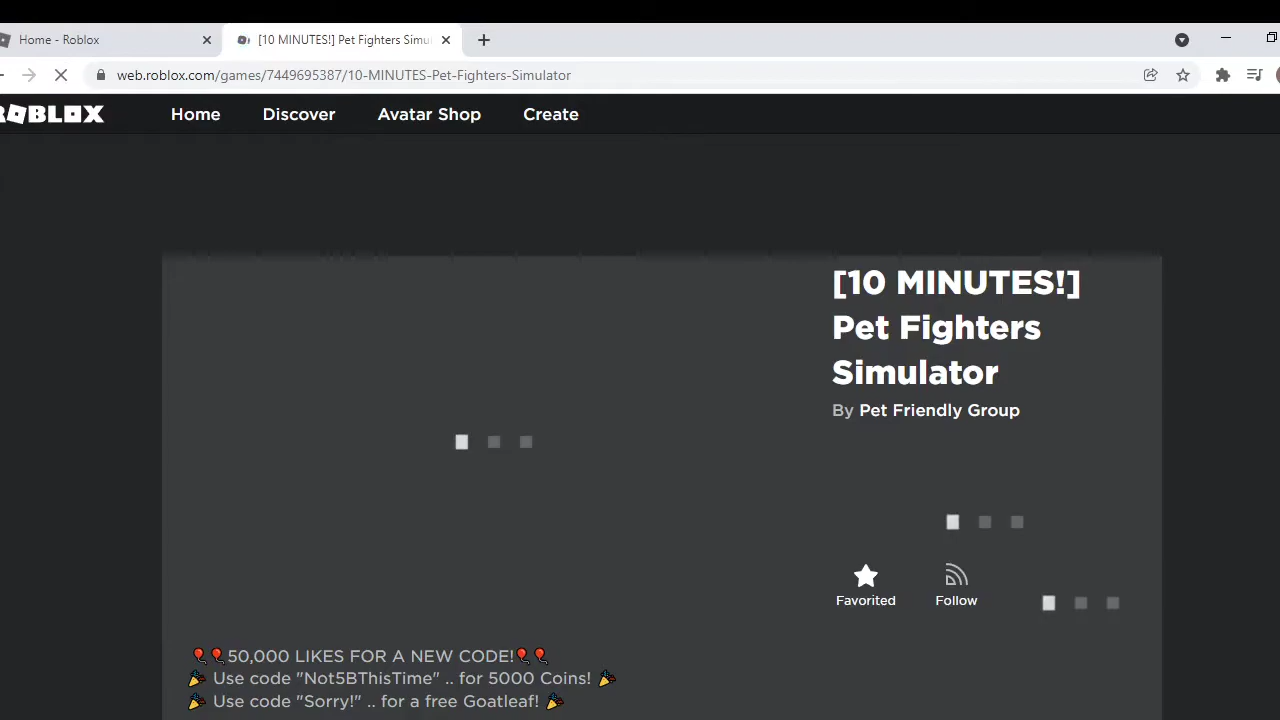 Home - Roblox
[10 MINUTES!] Pet Fighters Simu
web.roblox.com/games/7449695387/10-MINUTES-Pet-Fighters-Simulator
ROBLOX Home Discover Avatar Shop Create
[10 MINUTES!]
Pet Fighters
Simulator
By Pet Friendly Group
Favorited Follow
🎈🎈50,000 LIKES FOR A NEW CODE!🎈🎈
🎉 Use code "Not5BThisTime" .. for 5000 Coins! 🎉
🎉 Use code "Sorry!" .. for a free Goatleaf! 🎉